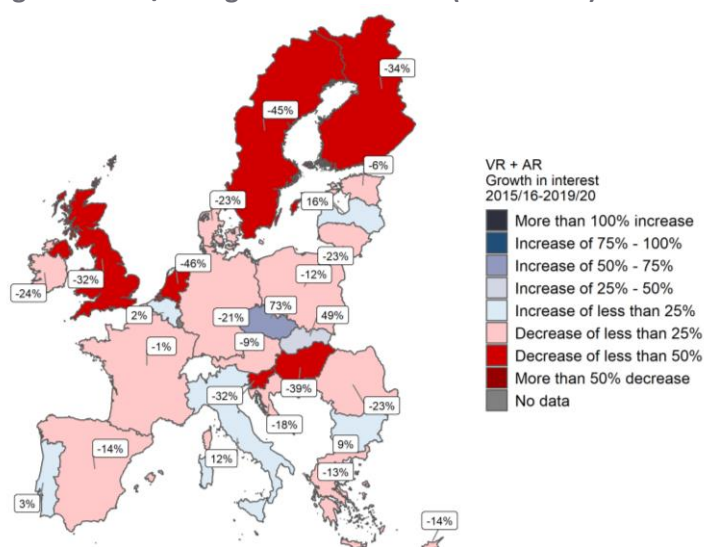 -34%
-45%
-6%
-23%
16%
-46%
-23%
-12%
-32%
-24%
2%
-21%
73%
49%
-1%
-9%
-32%
-39%
-23%
-18%
-14%
9%
12%
-13%
3%
-14%
VR + AR
Growth in interest
2015/16-2019/20
More than 100% increase
Increase of 75% - 100%
Increase of 50% - 75%
Increase of 25% - 50%
Increase of less than 25%
Decrease of less than 25%
Decrease of less than 50%
More than 50% decrease
No data